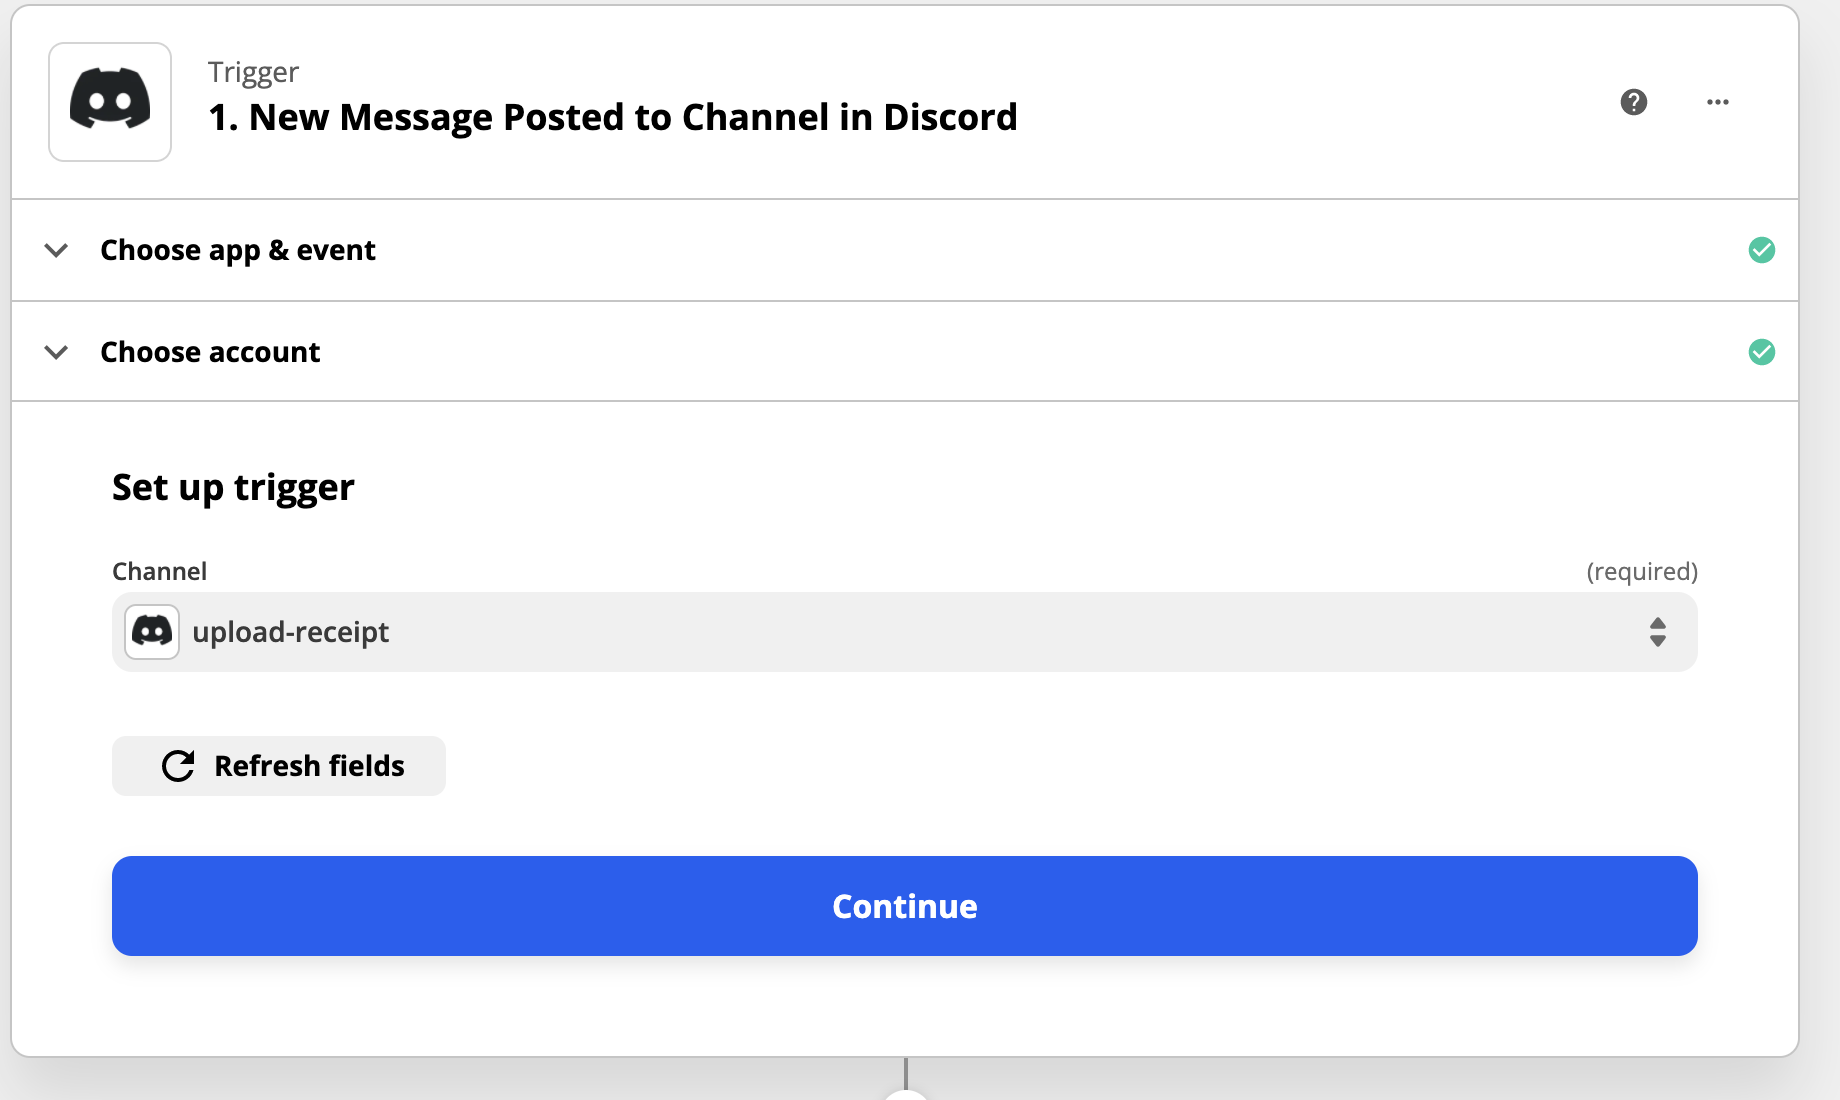 Trigger
1. New Message Posted to Channel in Discord
Choose app & event
Choose account
Set up trigger
Channel
(required)
upload-receipt
Refresh fields
Continue